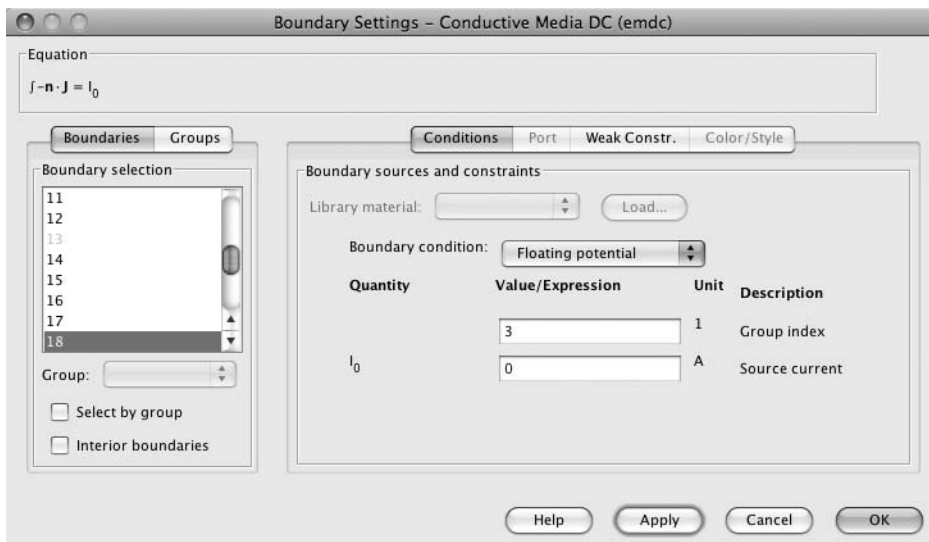 Boundary Settings – Conductive Media DC (emdc)
Equation
∫-n · J = I0
Boundaries Groups
Boundary selection
11
12
13
14
15
16
17
18
Group:
Select by group
Interior boundaries
Conditions Port Weak Constr. Color/Style
Boundary sources and constraints
Library material: Load...
Boundary condition: Floating potential
Quantity Value/Expression Unit Description
3 1 Group index
I0 0 A Source current
Help Apply Cancel OK